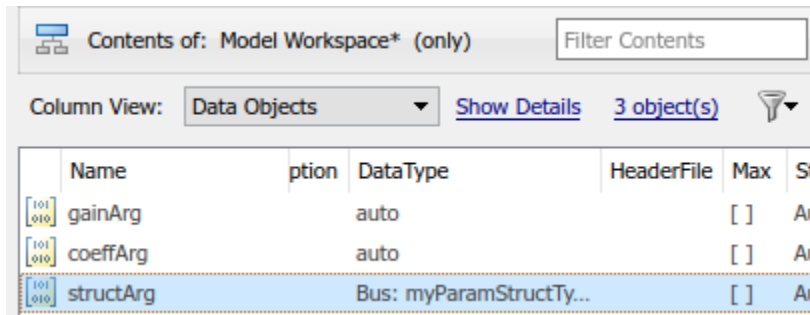 Contents of: Model Workspace* (only) Filter Contents
Column View: Data Objects Show Details 3 object(s)
Name ption DataType HeaderFile Max
gainArg auto [ ]
coeffArg auto [ ]
structArg Bus: myParamStructTy... [ ]